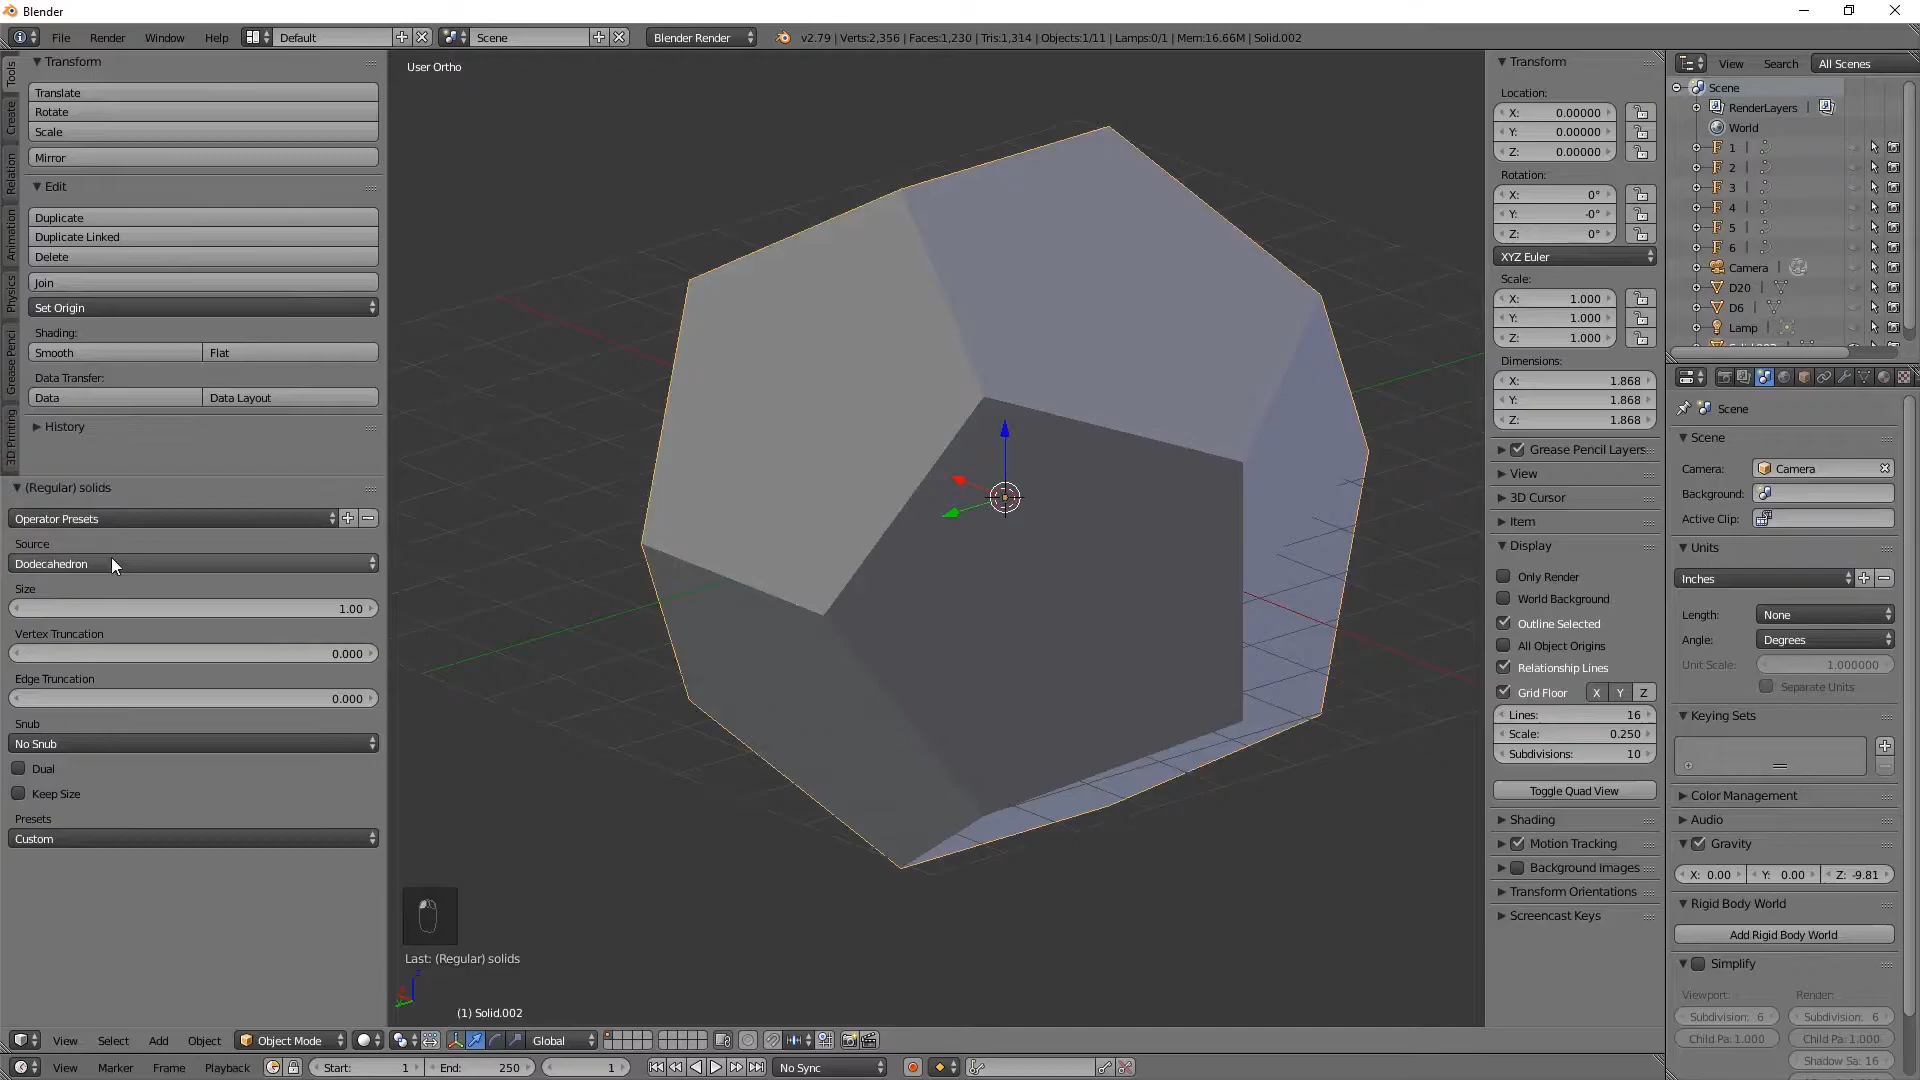 Blender
File Render Window Help Default Scene Blender Render v2.79 | Verts:2,356 | Faces:1,230 | Tris:1,314 | Objects:1/11 | Lamps:0/1 | Mem:16.66M | Solid.002
Tools
Create
Relation
Animation
Physics
Grease Penci
3D Printing
Transform
Translate
Rotate
Scale
Mirror
Edit
Duplicate
Duplicate Linked
Delete
Join
Set Origin
Shading:
Smooth Flat
Data Transfer:
Data Data Layout
History
(Regular) solids
Operator Presets
Source
Dodecahedron
Size
1.00
Vertex Truncation
0.000
Edge Truncation
0.000
Snub
No Snub
Dual
Keep Size
Presets
Custom
User Ortho
Last: (Regular) solids
(1) Solid.002
Transform
Location:
X: 0.00000
Y: 0.00000
Z: 0.00000
Rotation:
X: 0°
Y: -0°
Z: 0°
XYZ Euler
Scale:
X: 1.000
Y: 1.000
Z: 1.000
Dimensions:
X: 1.868
Y: 1.868
Z: 1.868
Grease Pencil Layers
View
3D Cursor
Item
Display
Only Render
World Background
Outline Selected
All Object Origins
Relationship Lines
Grid Floor X Y Z
Lines: 16
Scale: 0.250
Subdivisions: 10
Toggle Quad View
Shading
Motion Tracking
Background Images
Transform Orientations
Screencast Keys
View Search All Scenes
Scene
RenderLayers |
World
1 |
2 |
3 |
4 |
5 |
6 |
Camera |
D20 |
D6 |
Lamp |
Scene
Scene
Camera: Camera
Background:
Active Clip:
Units
Inches
Length: None
Angle: Degrees
Unit Scale: 1.000000
Separate Units
Keying Sets
Color Management
Audio
Gravity
X: 0.00 Y: 0.00 Z: -9.81
Rigid Body World
Add Rigid Body World
Simplify
Viewport: Render:
Subdivision: 6 Subdivision: 6
Child Pa: 1.000 Child Pa: 1.000
Shadow Sa: 16
View Select Add Object Object Mode Global
View Marker Frame Playback Start: 1 End: 250 1 No Sync